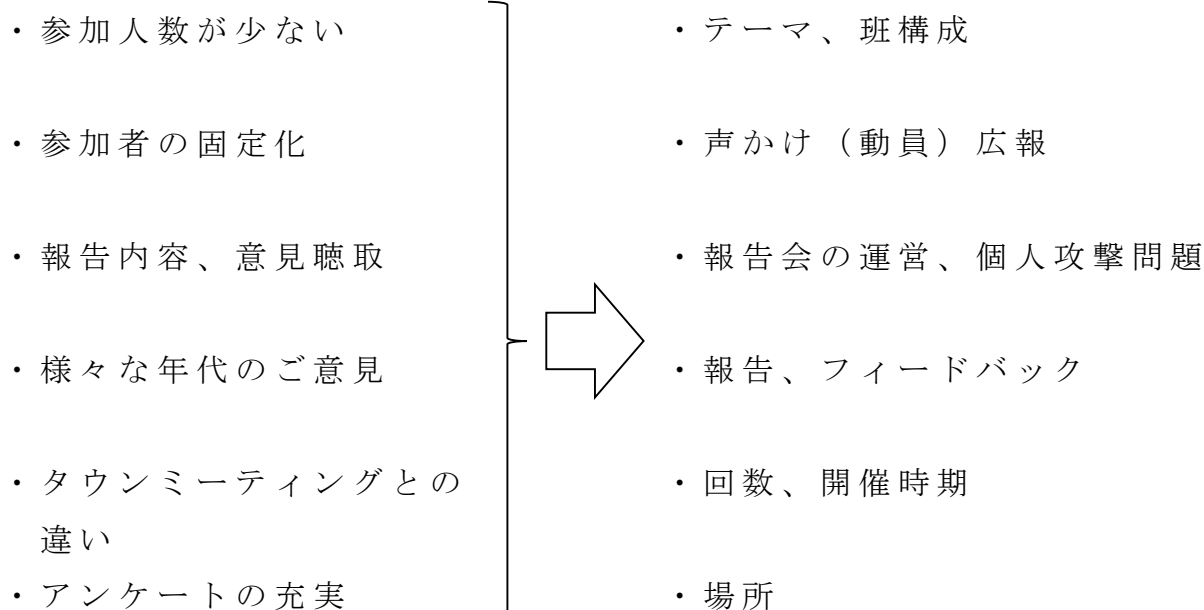 ・参加人数が少ない
・参加者の固定化
・報告内容、意見聴取
・様々な年代のご意見
・タウンミーティングとの
違い
・アンケートの充実
・テーマ、班構成
・声かけ（動員）広報
・報告会の運営、個人攻撃問題
・報告、フィードバック
・回数、開催時期
・場所